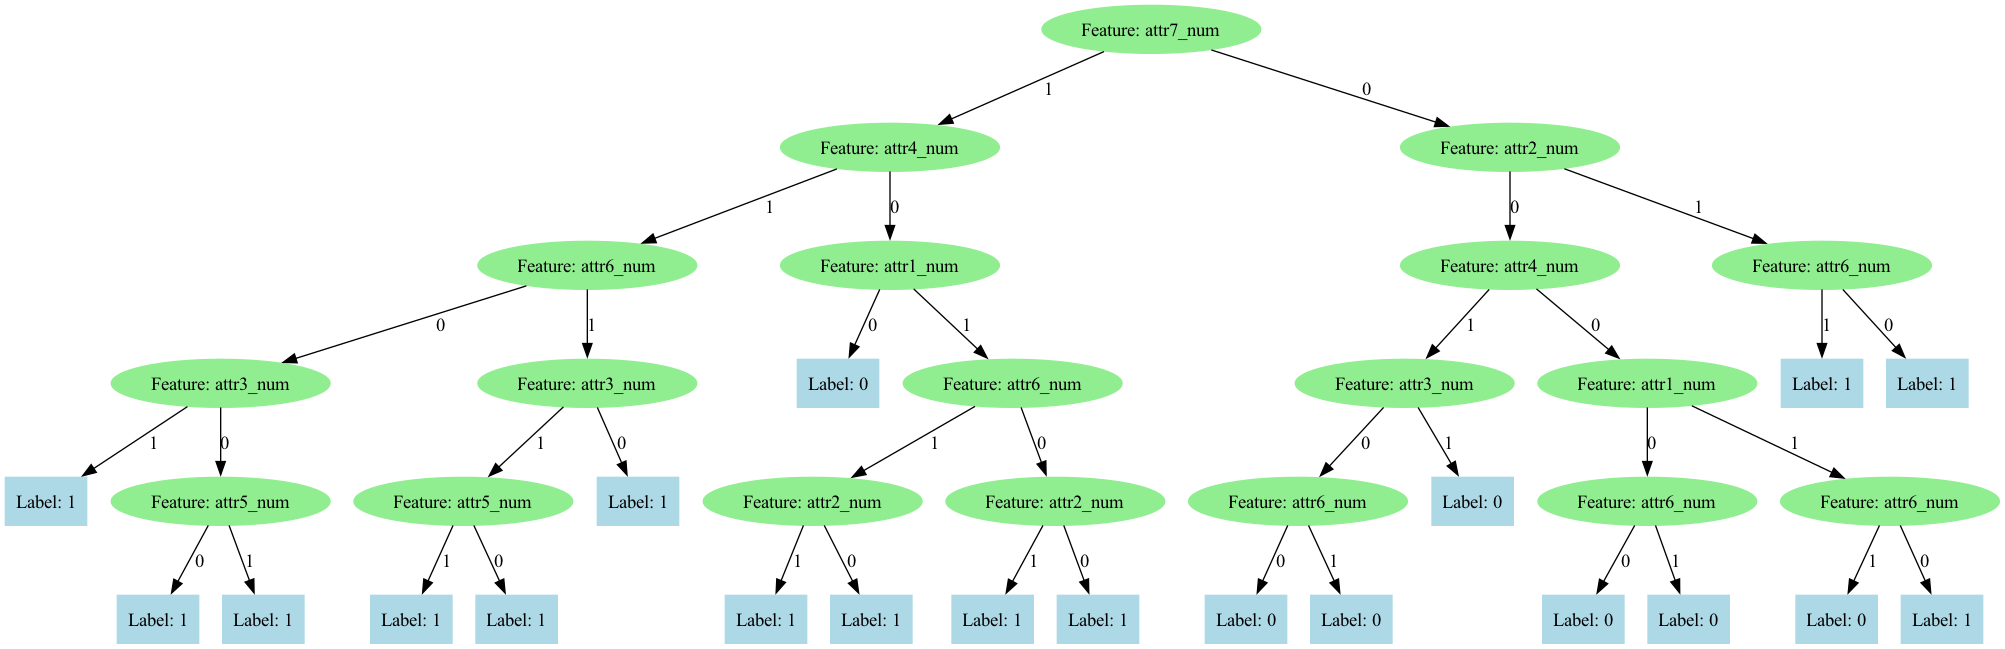 Feature: attr7_num
1
0
Feature: attr4_num
Feature: attr2_num
1
0
0
1
Feature: attr6_num
Feature: attr1_num
Feature: attr4_num
Feature: attr6_num
0
1
0
1
1
0
1
0
Feature: attr3_num
Feature: attr3_num
Label: 0
Feature: attr6_num
Feature: attr3_num
Feature: attr1_num
Label: 1
Label: 1
1
0
1
0
1
0
0
1
0
1
Label: 1
Feature: attr5_num
Feature: attr5_num
Label: 1
Feature: attr2_num
Feature: attr2_num
Feature: attr6_num
Label: 0
Feature: attr6_num
Feature: attr6_num
0
1
1
0
1
0
1
0
0
1
0
1
1
0
Label: 1
Label: 1
Label: 1
Label: 1
Label: 1
Label: 1
Label: 1
Label: 1
Label: 0
Label: 0
Label: 0
Label: 0
Label: 0
Label: 1